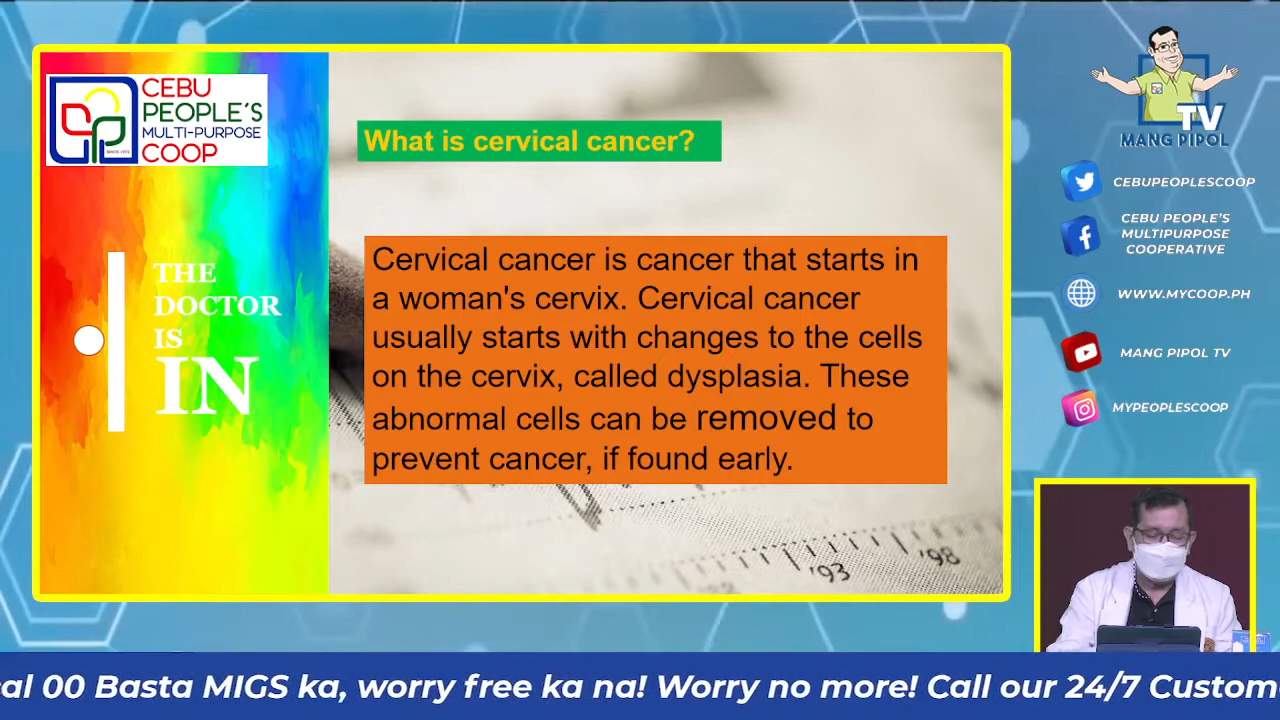 CEBU
PEOPLE'S
MULTI-PURPOSE
COOP
SINCE 1972
THE
DOCTOR
IS
IN
What is cervical cancer?
Cervical cancer is cancer that starts in
a woman's cervix. Cervical cancer
usually starts with changes to the cells
on the cervix, called dysplasia. These
abnormal cells can be removed to
prevent cancer, if found early.
'93
'98
TV
MANG PIPOL
CEBUPEOPLESCOOP
CEBU PEOPLE'S
MULTIPURPOSE
COOPERATIVE
WWW.MYCOOP.PH
MANG PIPOL TV
MYPEOPLESCOOP
00 Basta MIGS ka, worry free ka na! Worry no more! Call our 24/7